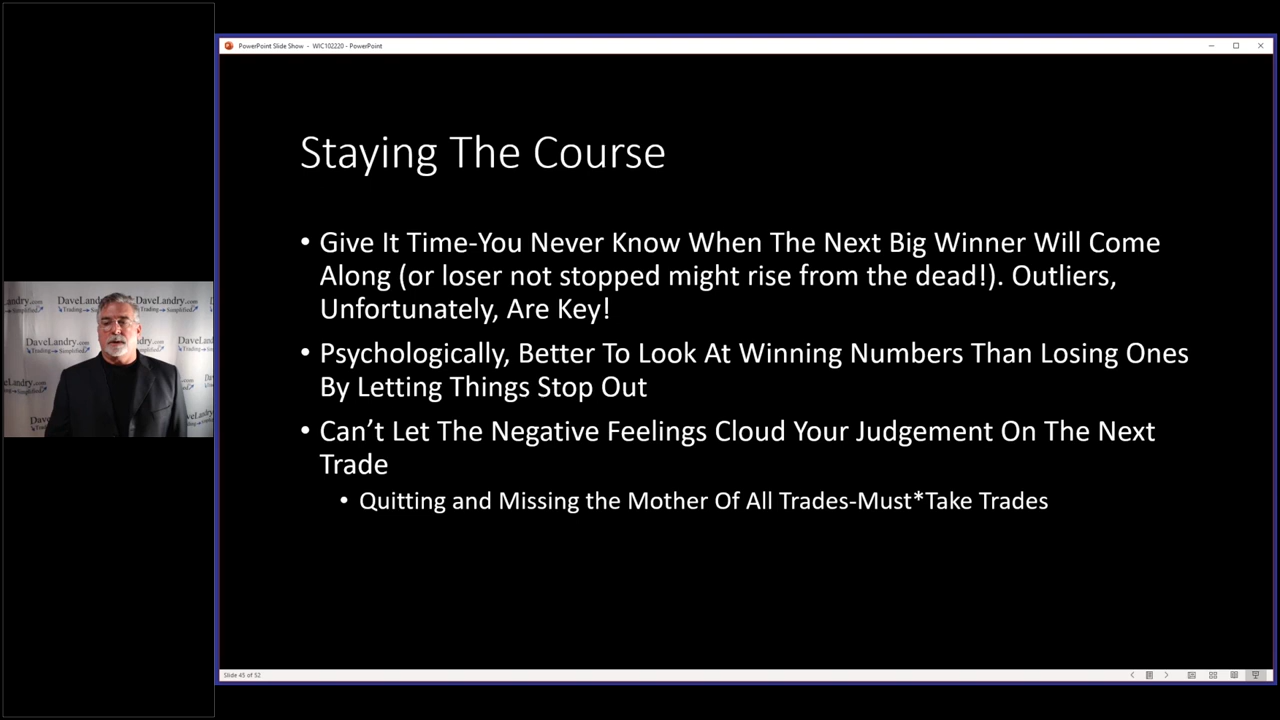 PowerPoint Slide Show - WIC102220 - PowerPoint
Staying The Course
• Give It Time-You Never Know When The Next Big Winner Will Come
Along (or loser not stopped might rise from the dead!). Outliers,
Unfortunately, Are Key!
• Psychologically, Better To Look At Winning Numbers Than Losing Ones
By Letting Things Stop Out
• Can’t Let The Negative Feelings Cloud Your Judgement On The Next
Trade
• Quitting and Missing the Mother Of All Trades-Must*Take Trades
DaveLandry.com
Trading Simplified
Slide 45 of 52